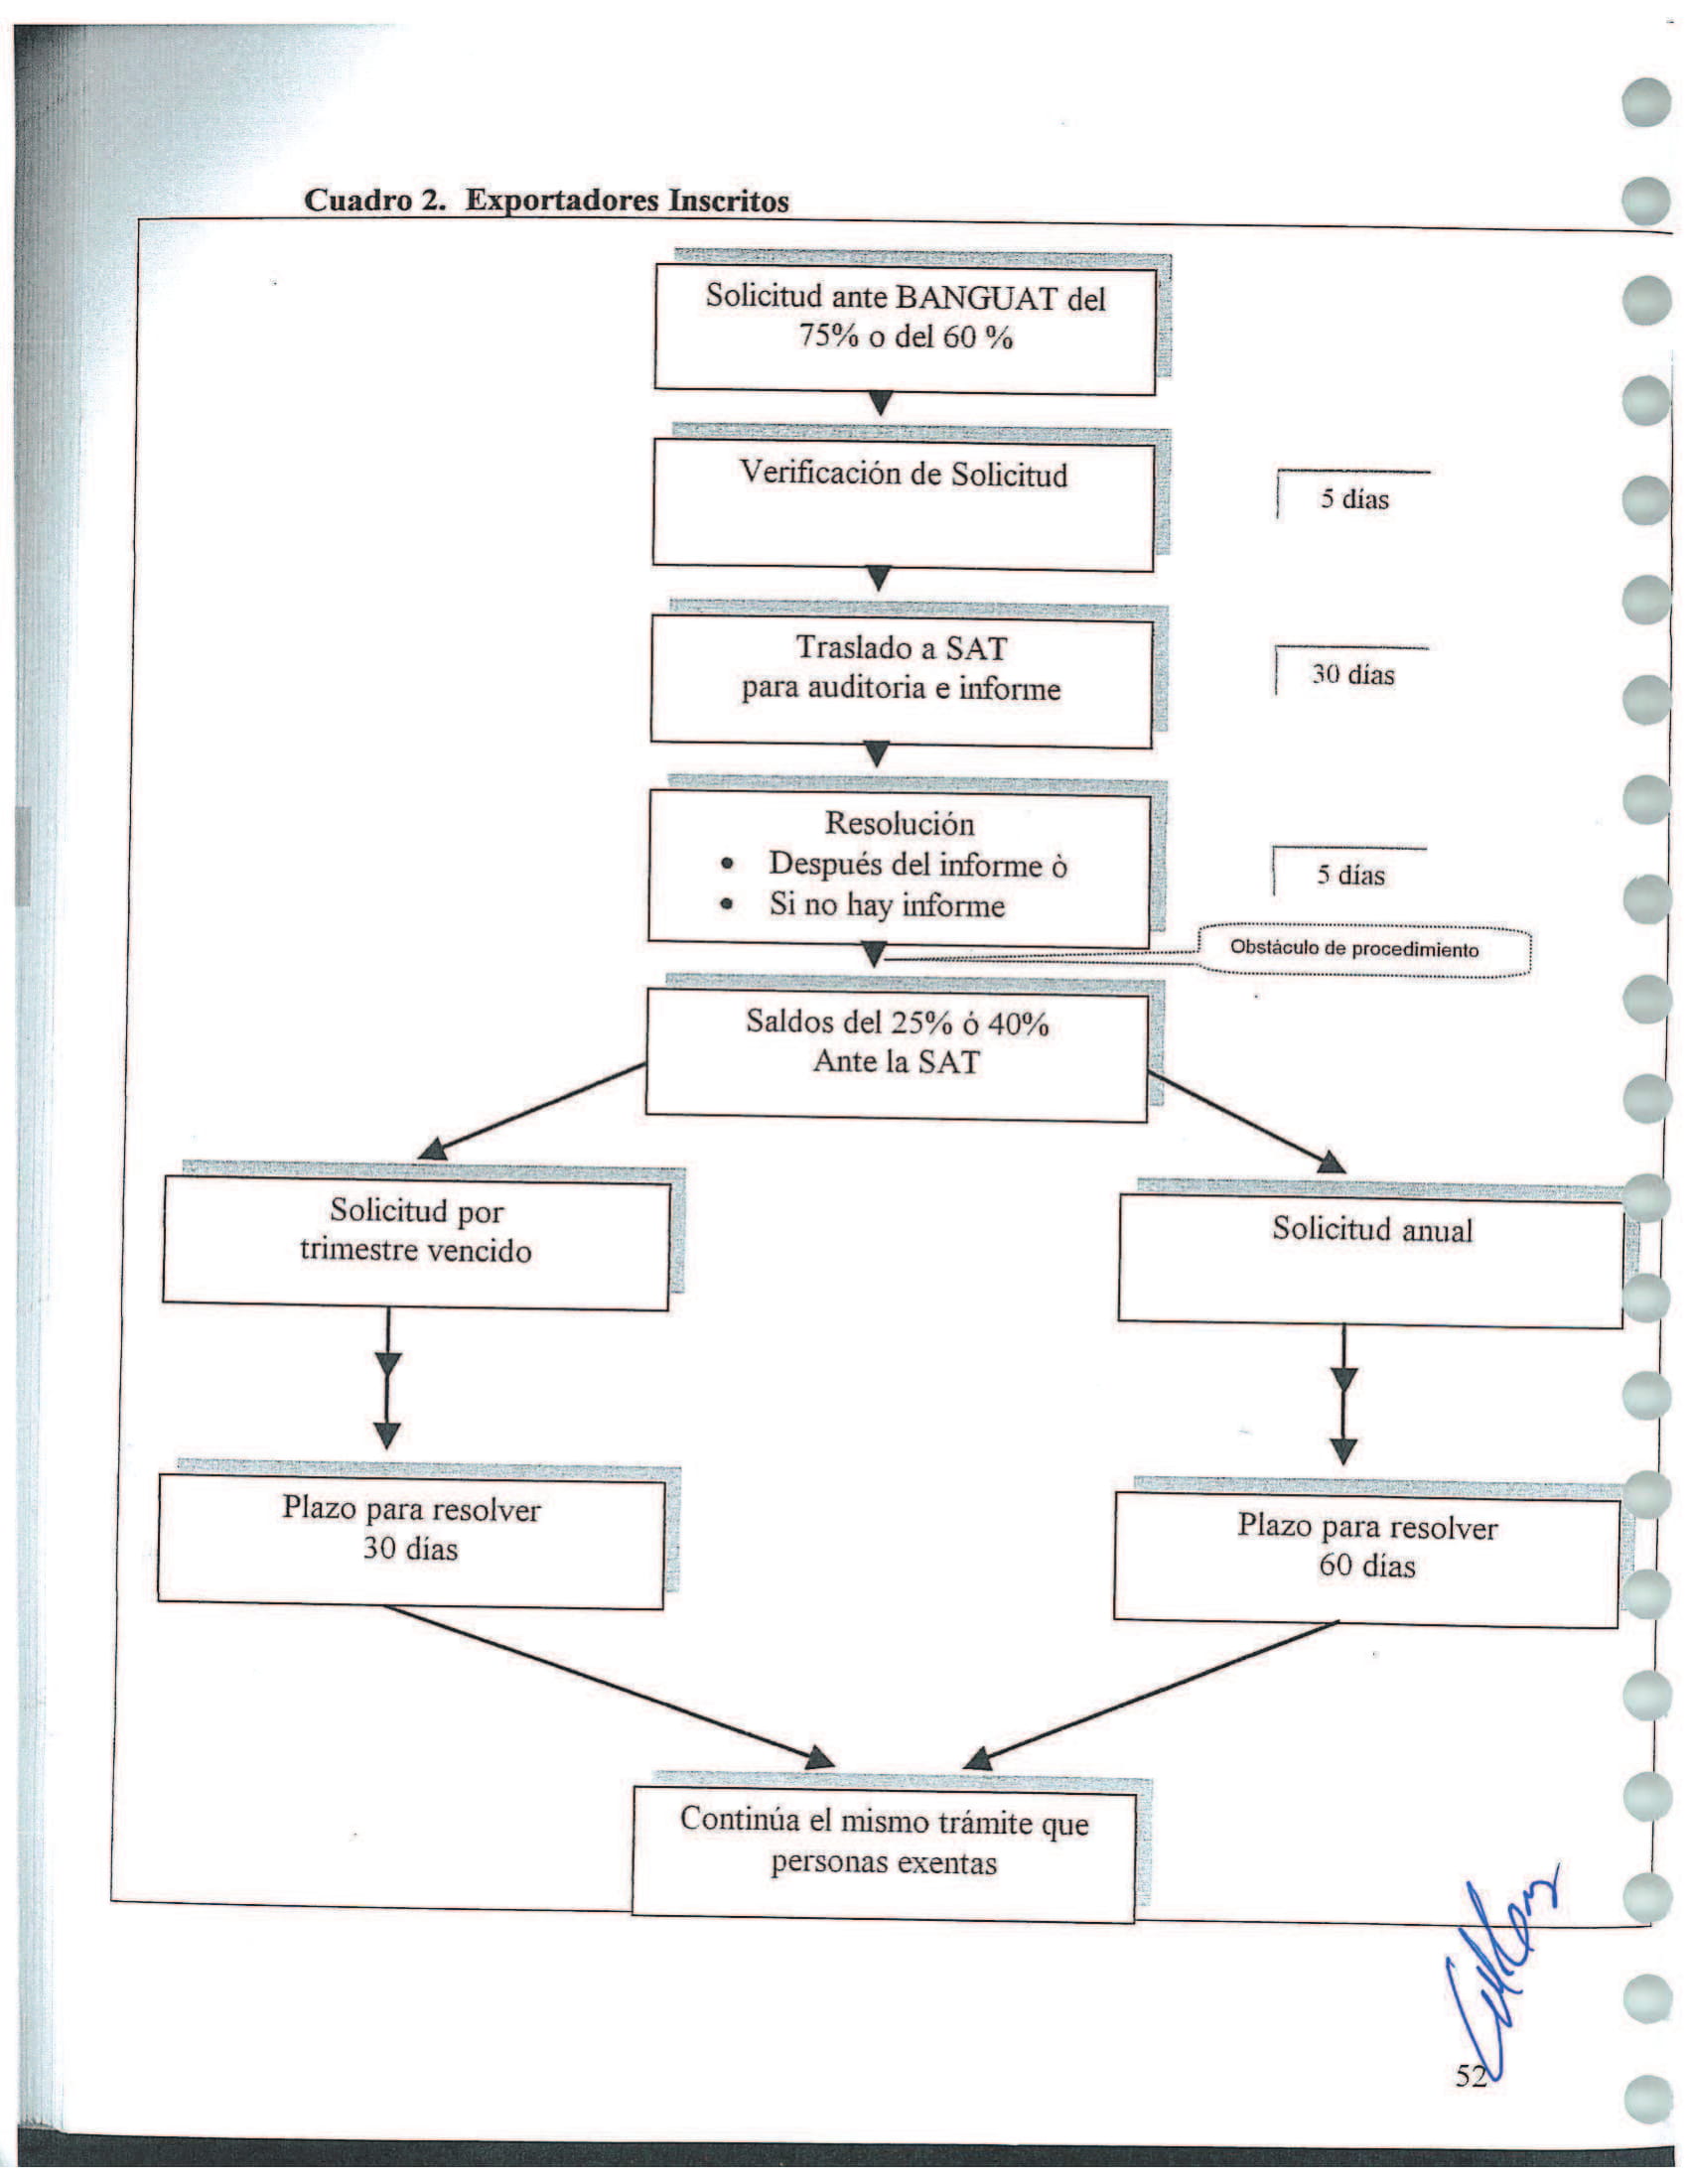 Cuadro 2. Exportadores Inscritos
Solicitud ante BANGUAT del
75% o del 60 %
Verificación de Solicitud
5 días
Traslado a SAT
para auditoria e informe
30 días
Resolución
• Después del informe ò
• Si no hay informe
5 días
Obstáculo de procedimiento
Saldos del 25% ó 40%
Ante la SAT
Solicitud por
trimestre vencido
Solicitud anual
Plazo para resolver
30 días
Plazo para resolver
60 días
Continúa el mismo trámite que
personas exentas
52